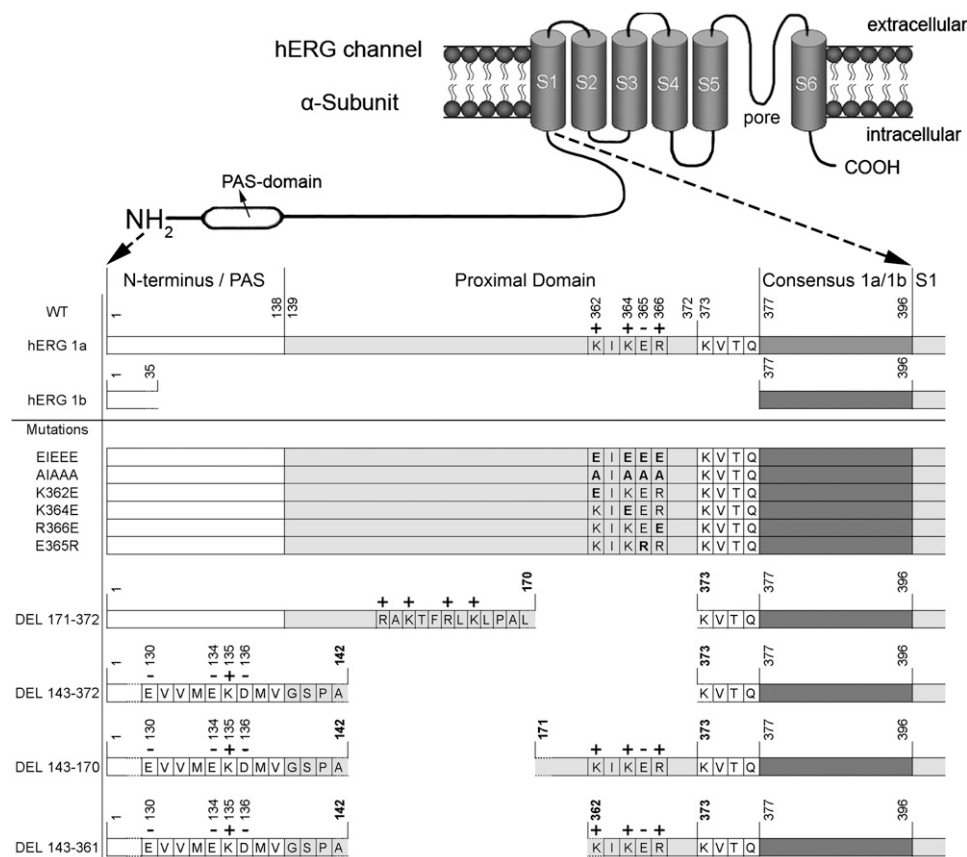 extracellular
hERG channel
α-Subunit
S1 S2 S3 S4 S5 S6
pore
intracellular
COOH
PAS-domain
NH2
N-terminus / PAS Proximal Domain Consensus 1a/1b S1
WT 1 138 139 362 364 365 366 372 373 377 396
+ + - +
hERG 1a K I K E R K V T Q
1 35 377 396
hERG 1b
Mutations
EIEEE E I E E E K V T Q
AIAAA A I A A A K V T Q
K362E E I K E R K V T Q
K364E K I E E R K V T Q
R366E K I K E E K V T Q
E365R K I K R R K V T Q
1 170 373 377 396
+ + + +
DEL 171-372 R A K T F R L K L P A L K V T Q
1 130 134 135 136 142 373 377 396
- - + -
DEL 143-372 E V V M E K D M V G S P A K V T Q
1 130 134 135 136 142 171 373 377 396
- - + - + + - +
DEL 143-170 E V V M E K D M V G S P A K I K E R K V T Q
1 130 134 135 136 142 362 373 377 396
- - + - + + - +
DEL 143-361 E V V M E K D M V G S P A K I K E R K V T Q